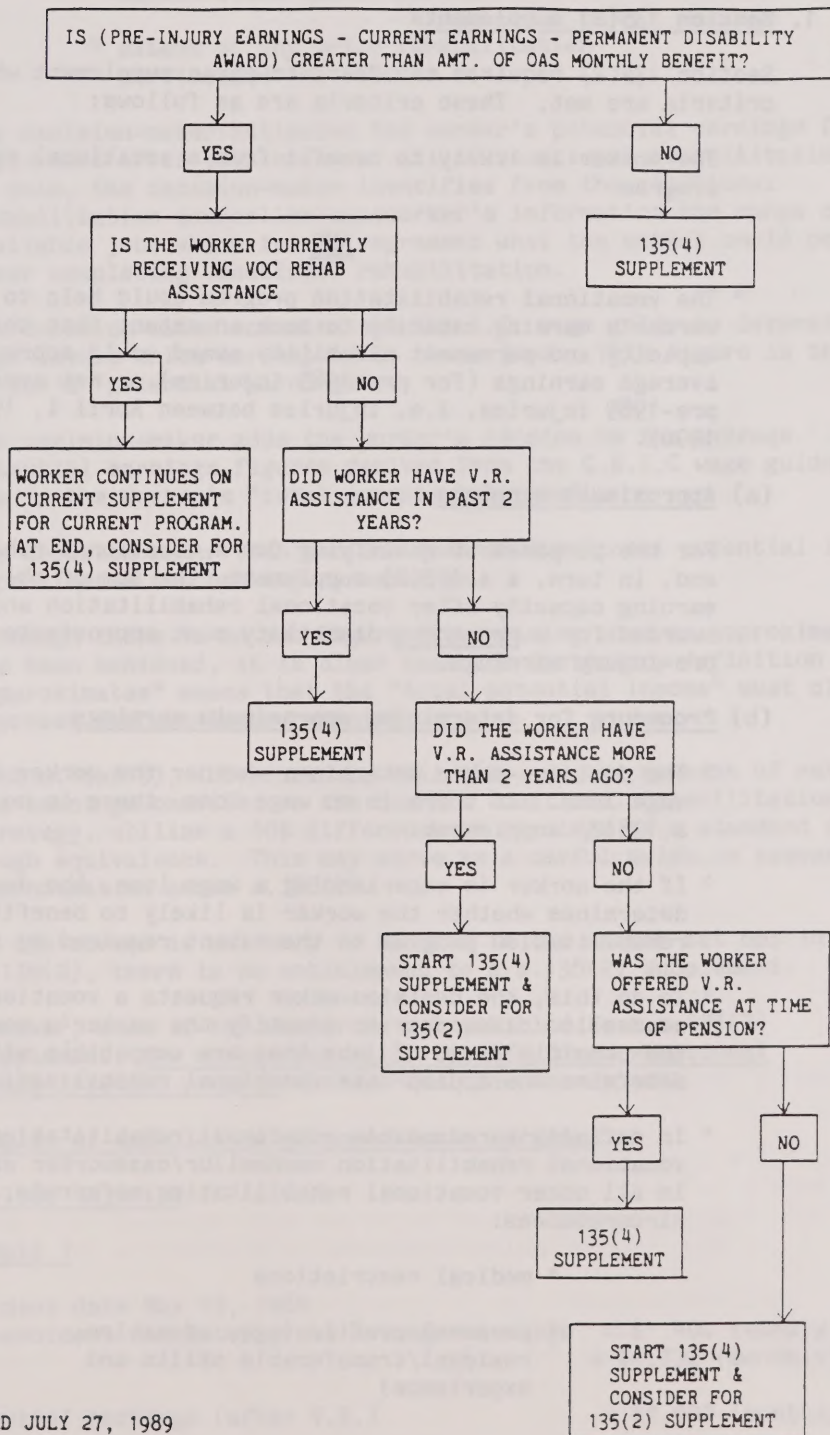 IS (PRE-INJURY EARNINGS - CURRENT EARNINGS - PERMANENT DISABILITY
AWARD) GREATER THAN AMT. OF OAS MONTHLY BENEFIT?
YES
NO
IS THE WORKER CURRENTLY
RECEIVING VOC REHAB
ASSISTANCE
135(4)
SUPPLEMENT
YES
NO
WORKER CONTINUES ON
CURRENT SUPPLEMENT
FOR CURRENT PROGRAM.
AT END, CONSIDER FOR
135(4) SUPPLEMENT
DID WORKER HAVE V.R.
ASSISTANCE IN PAST 2
YEARS?
YES
NO
135(4)
SUPPLEMENT
DID THE WORKER HAVE
V.R. ASSISTANCE MORE
THAN 2 YEARS AGO?
YES
NO
START 135(4)
SUPPLEMENT &
CONSIDER FOR
135(2)
SUPPLEMENT
WAS THE WORKER
OFFERED V.R.
ASSISTANCE AT TIME
OF PENSION?
YES
NO
135(4)
SUPPLEMENT
START 135(4)
SUPPLEMENT &
CONSIDER FOR
135(2) SUPPLEMENT
D JULY 27, 1989